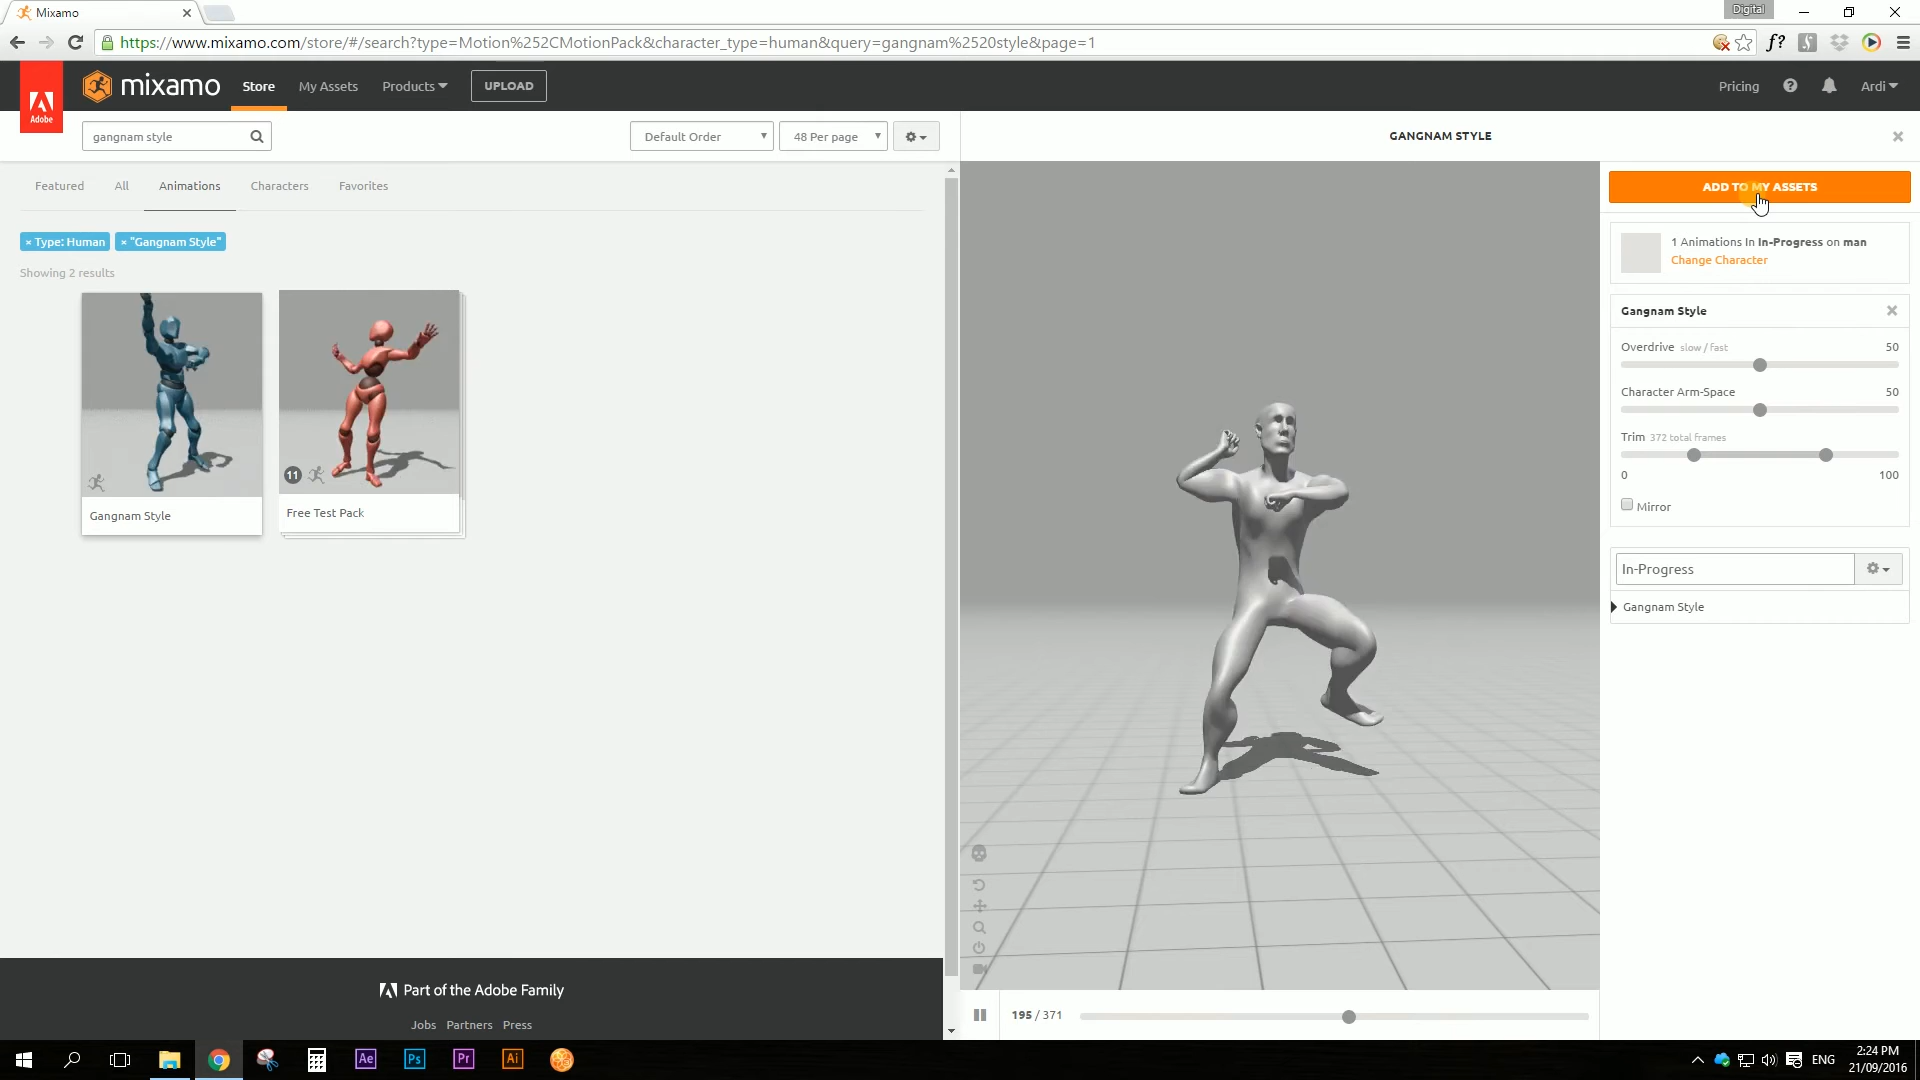 Mixamo
Digital
https://www.mixamo.com/store/#/search?type=Motion%252CMotionPack&character_type=human&query=gangnam%2520style&page=1
f?
Adobe
mixamo
Store
My Assets
Products
UPLOAD
Pricing
Ardi
gangnam style
Default Order
48 Per page
GANGNAM STYLE
Featured
All
Animations
Characters
Favorites
ADD TO MY ASSETS
× Type: Human
× "Gangnam Style"
Showing 2 results
1 Animations In In-Progress on man
Change Character
Gangnam Style
Overdrive slow / fast 50
Character Arm-Space 50
Trim 372 total frames
0 100
Mirror
In-Progress
Gangnam Style
11
Gangnam Style
Free Test Pack
Part of the Adobe Family
Jobs Partners Press
195 / 371
Ae
Ps
Pr
Ai
ENG
2:24 PM
21/09/2016